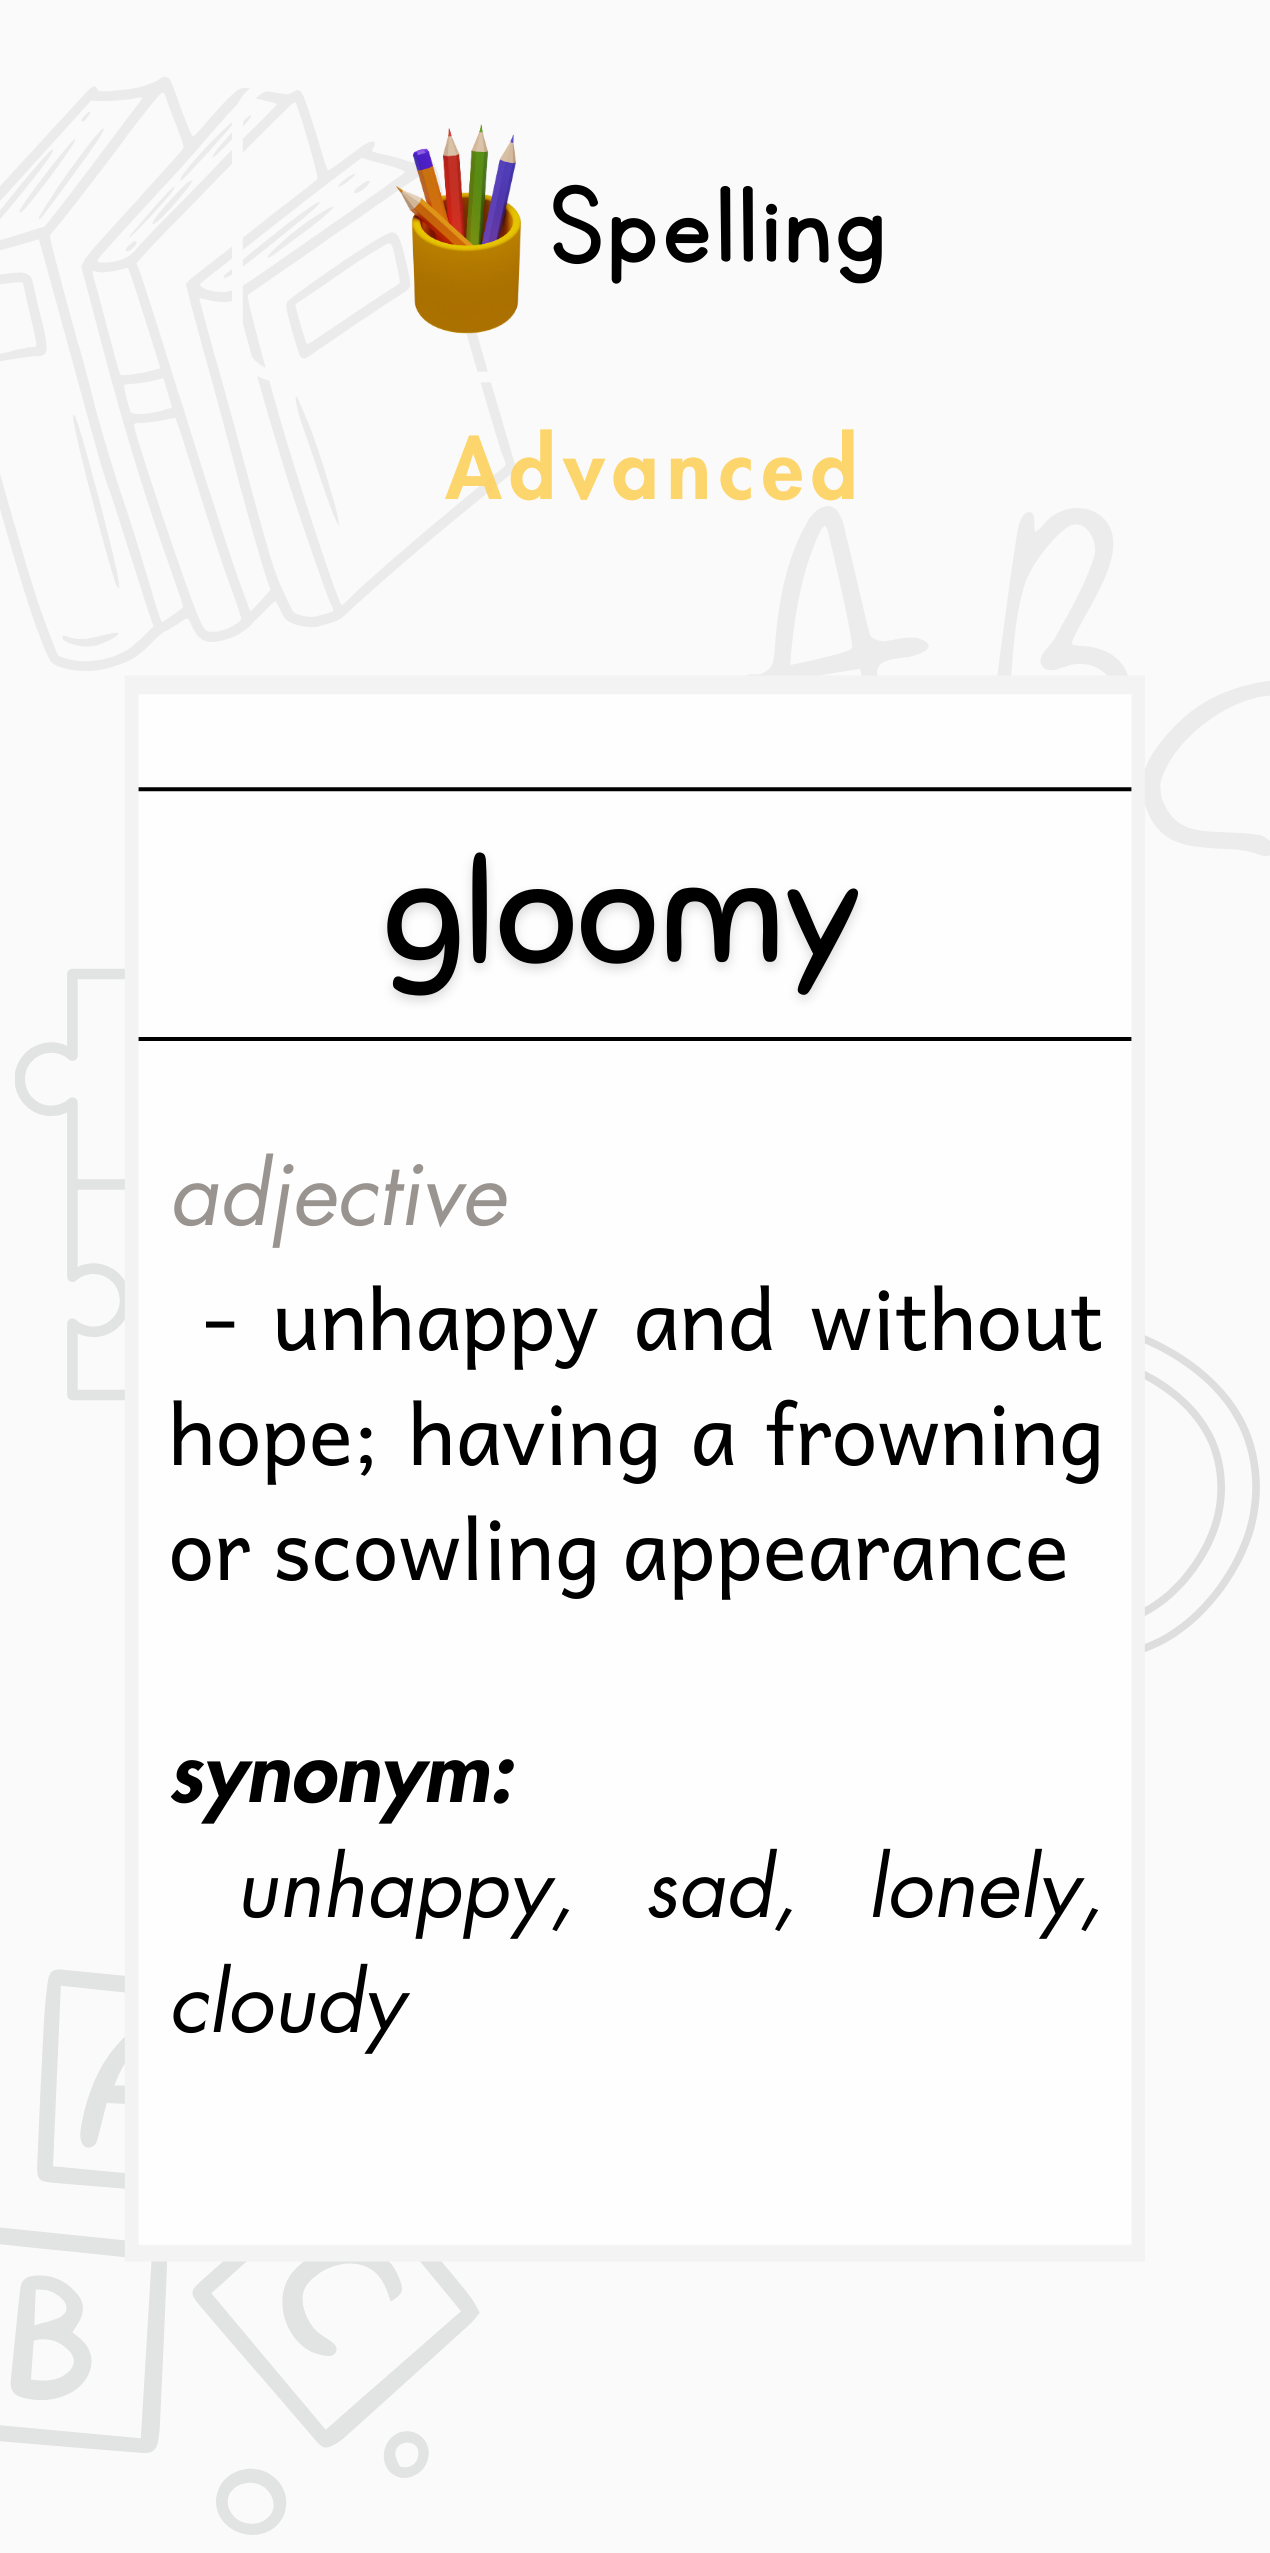 Spelling
Advanced
A B
gloomy
adjective
- unhappy and without
hope; having a frowning
or scowling appearance
synonym:
unhappy, sad, lonely,
cloudy
A
B
C